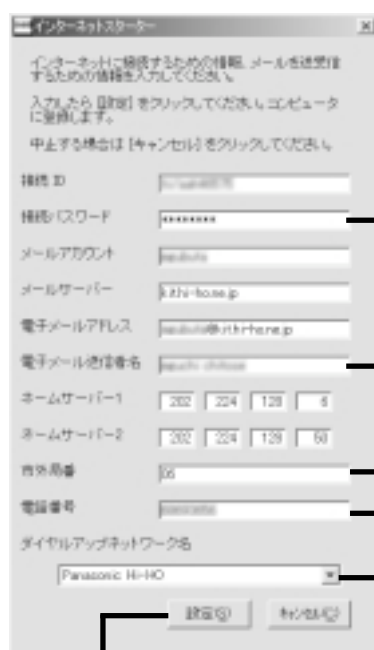 インターネットスターター
インターネットに接続するための情報、メールを送受信
するための情報を入力してください。
入力したら [設定] をクリックしてください。コンピュータ
に登録します。
中止する場合は [キャンセル] をクリックしてください。
接続 ID
接続パスワード ********
メールアカウント
メールサーバー
電子メールアドレス
電子メール送信者名
ネームサーバー1 202 224 128 6
ネームサーバー2 202 224 128 50
市外局番 06
電話番号
ダイヤルアップネットワーク名
Panasonic Hi-HO
設定(S) キャンセル(C)